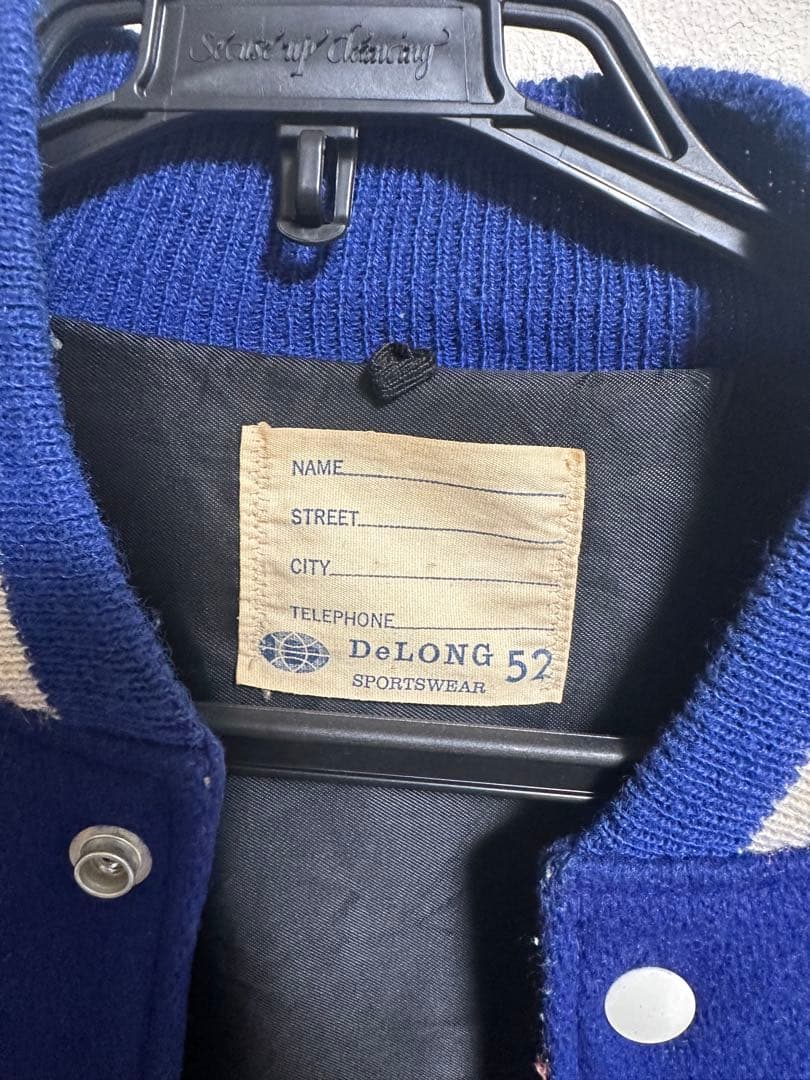 NAME
STREET
CITY
TELEPHONE
DeLONG 52
SPORTSWEAR